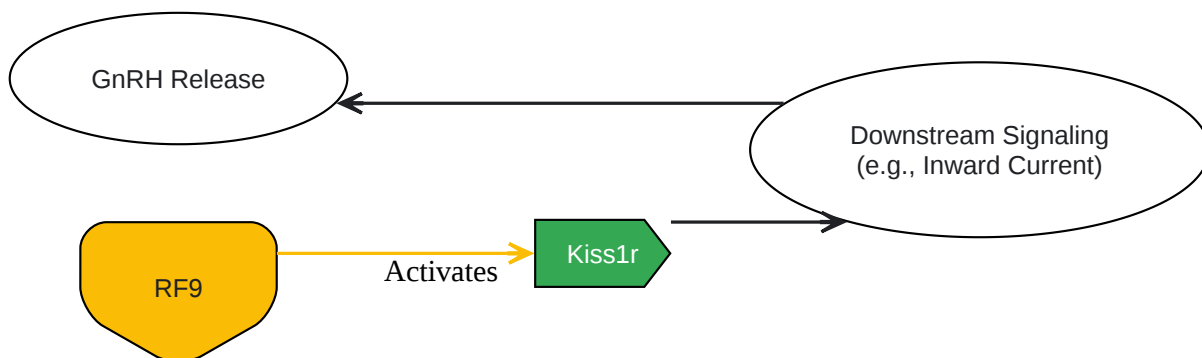 GnRH Release
Downstream Signaling
(e.g., Inward Current)
RF9
Activates
Kiss1r